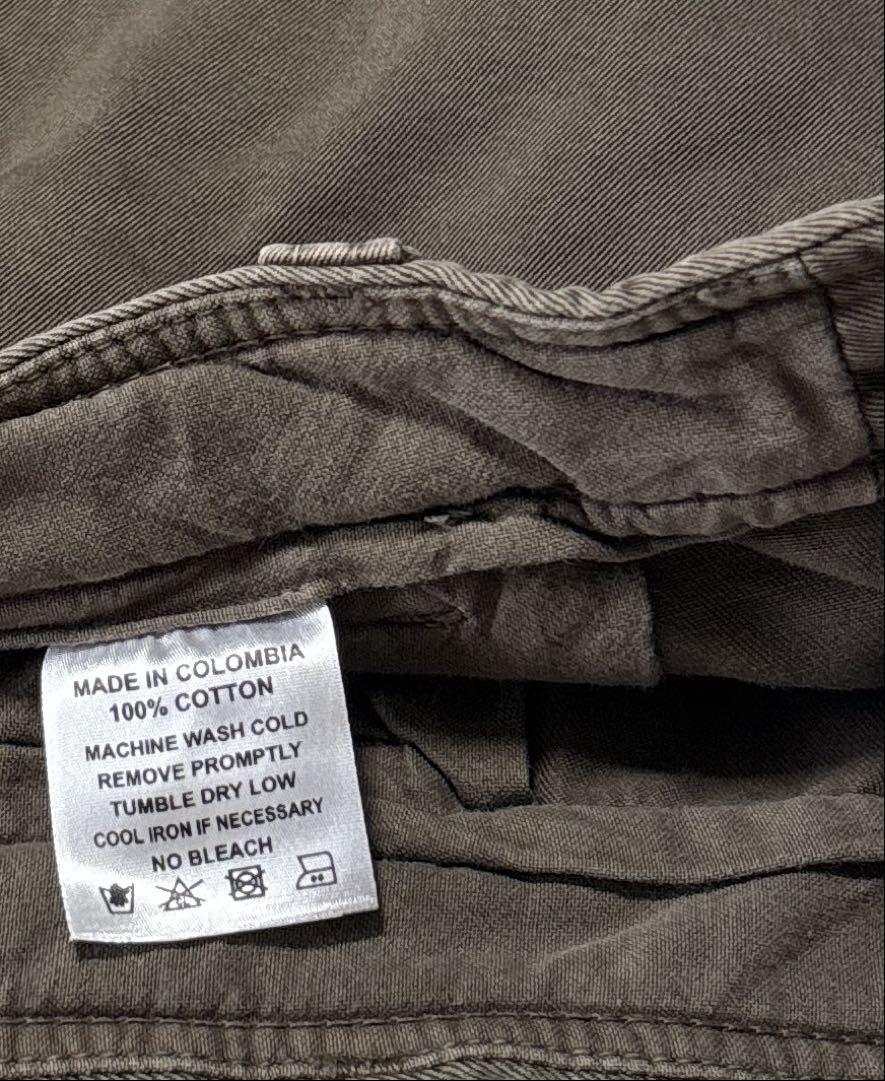 MADE IN COLOMBIA
100% COTTON
MACHINE WASH COLD
REMOVE PROMPTLY
TUMBLE DRY LOW
COOL IRON IF NECESSARY
NO BLEACH